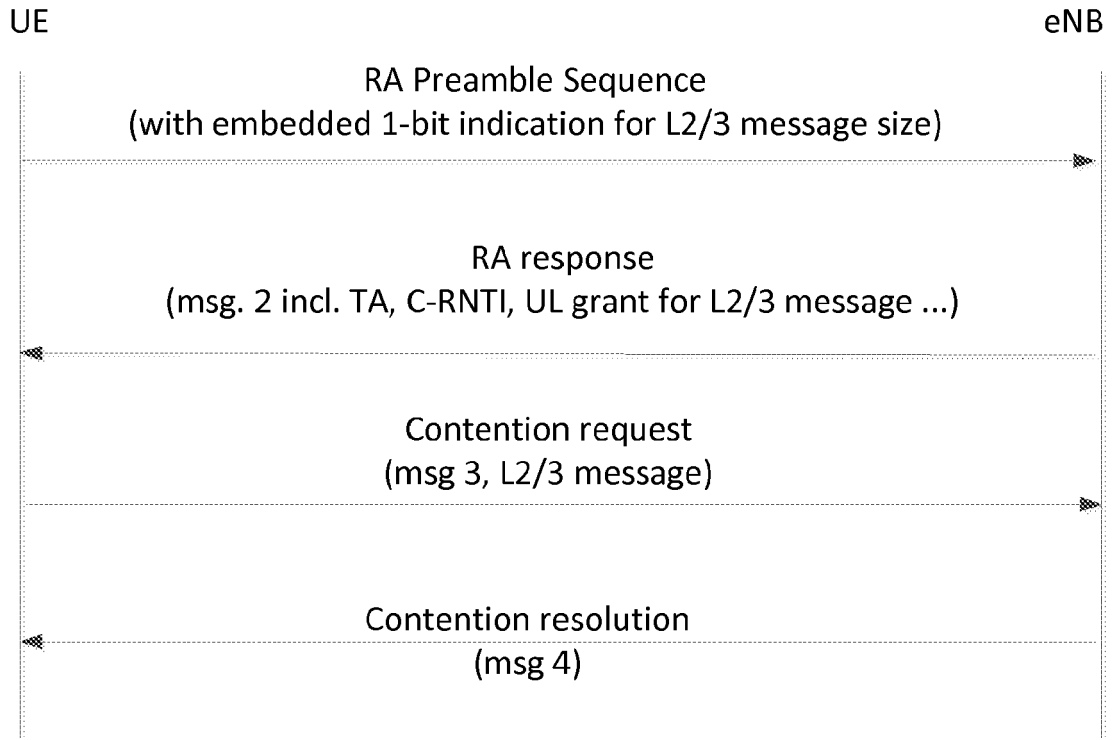 UE
eNB
RA Preamble Sequence
(with embedded 1-bit indication for L2/3 message size)
RA response
(msg. 2 incl. TA, C-RNTI, UL grant for L2/3 message ...)
Contention request
(msg 3, L2/3 message)
Contention resolution
(msg 4)